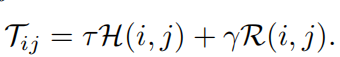 𝒯ᵢⱼ = τℋ(i, j) + γℛ(i, j).